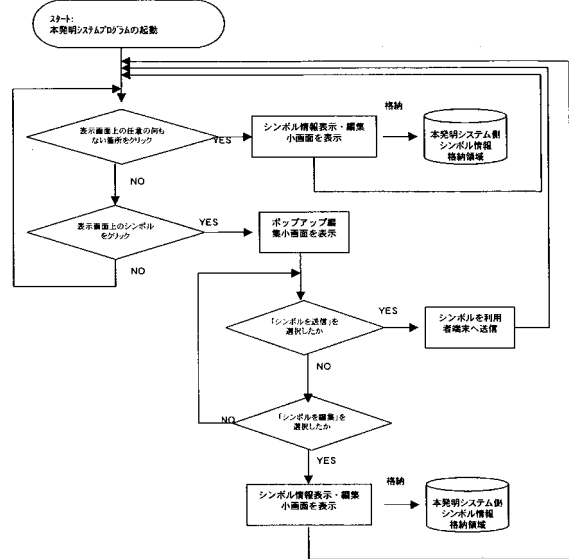 スタート:
本発明システムプログラムの起動
表示画面上の任意の何も
ない箇所をクリック
YES
シンボル情報表示・編集
小画面を表示
格納
本発明システム側
シンボル情報
格納領域
NO
表示画面上のシンボル
をクリック
YES
ポップアップ編
集小画面を表示
NO
「シンボルを送信」を
選択したか
YES
シンボルを利用
者端末へ送信
NO
「シンボルを編集」を
選択したか
NO
YES
シンボル情報表示・編集
小画面を表示
格納
本発明システム側
シンボル情報
格納領域